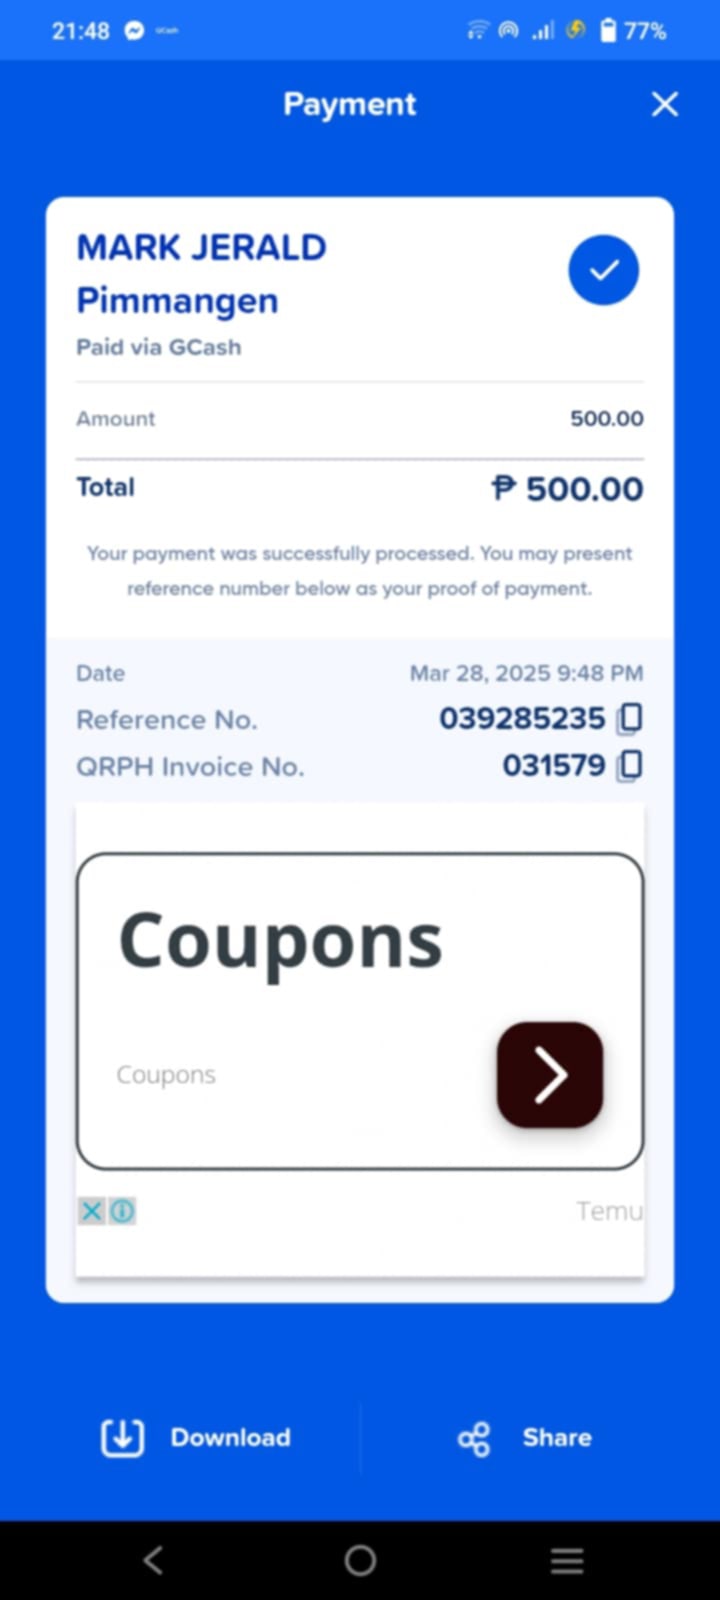 21:48
GCash
77%
Payment
MARK JERALD
Pimmangen
Paid via GCash
Amount 500.00
Total ₱ 500.00
Your payment was successfully processed. You may present
reference number below as your proof of payment.
Date Mar 28, 2025 9:48 PM
Reference No. 039285235
QRPH Invoice No. 031579
Coupons
Coupons
Temu
Download
Share